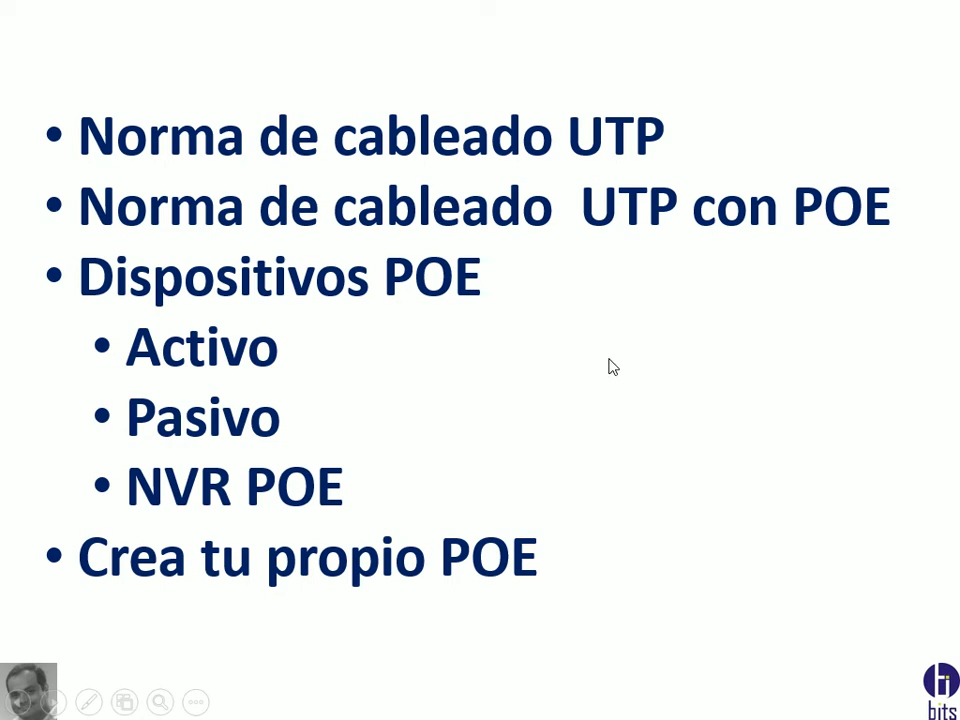 • Norma de cableado UTP
• Norma de cableado  UTP con POE
• Dispositivos POE
• Activo
• Pasivo
• NVR POE
• Crea tu propio POE
bits